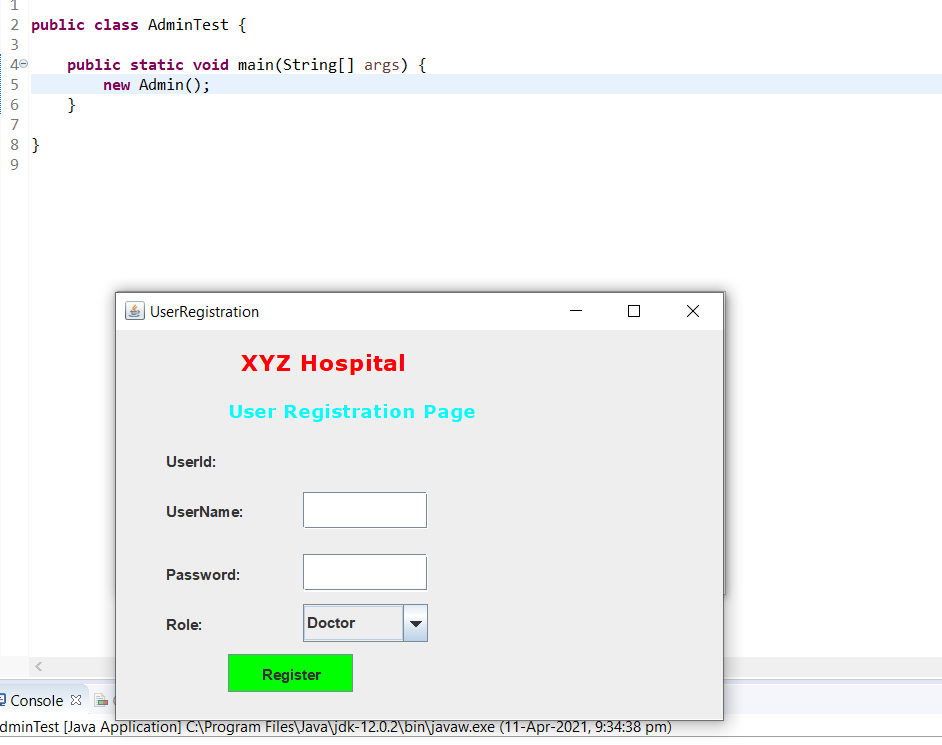 1
2 public class AdminTest {
3
4 public static void main(String[] args) {
5 new Admin();
6 }
7
8 }
9
UserRegistration
XYZ Hospital
User Registration Page
UserId:
UserName:
Password:
Role: Doctor
Register
Console
dminTest [Java Application] C:\Program Files\Java\jdk-12.0.2\bin\javaw.exe (11-Apr-2021, 9:34:38 pm)